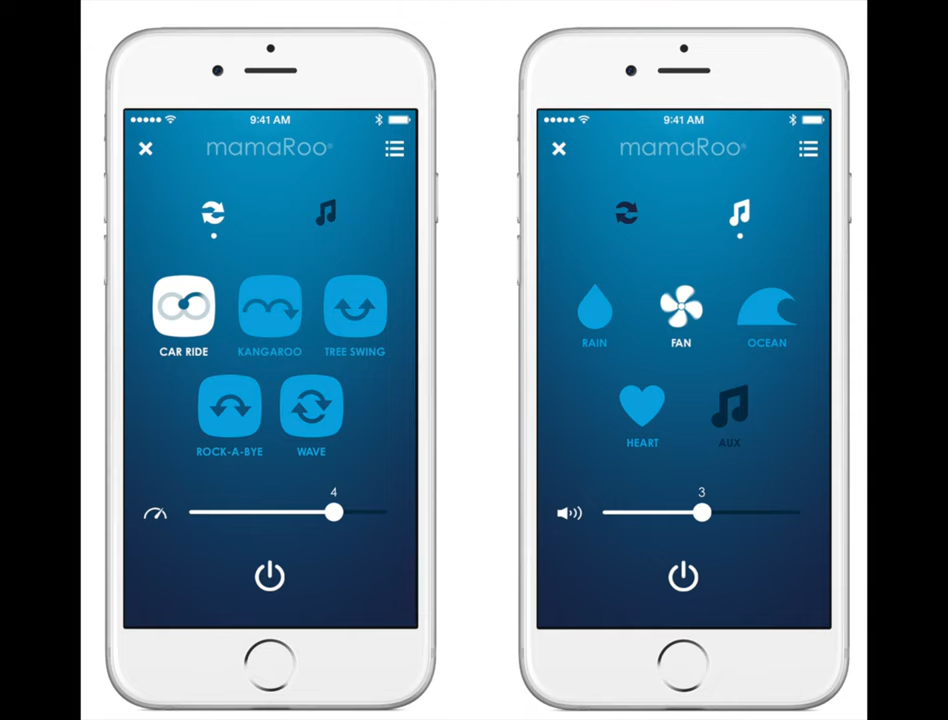 9:41 AM
mamaRoo®
CAR RIDE
KANGAROO
TREE SWING
ROCK-A-BYE
WAVE
4
9:41 AM
mamaRoo®
RAIN
FAN
OCEAN
HEART
AUX
3